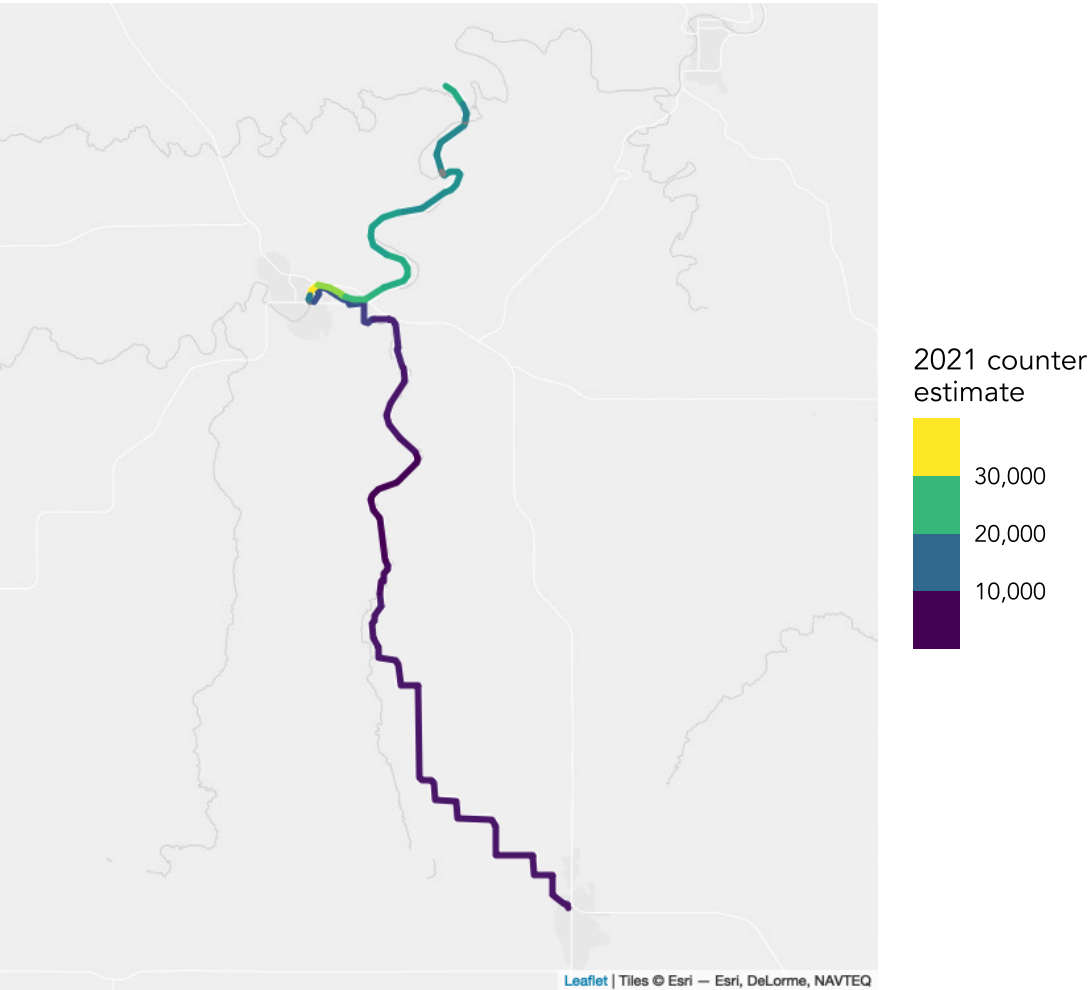 2021 counter
estimate
30,000
20,000
10,000
Leaflet | Tiles © Esri — Esri, DeLorme, NAVTEQ